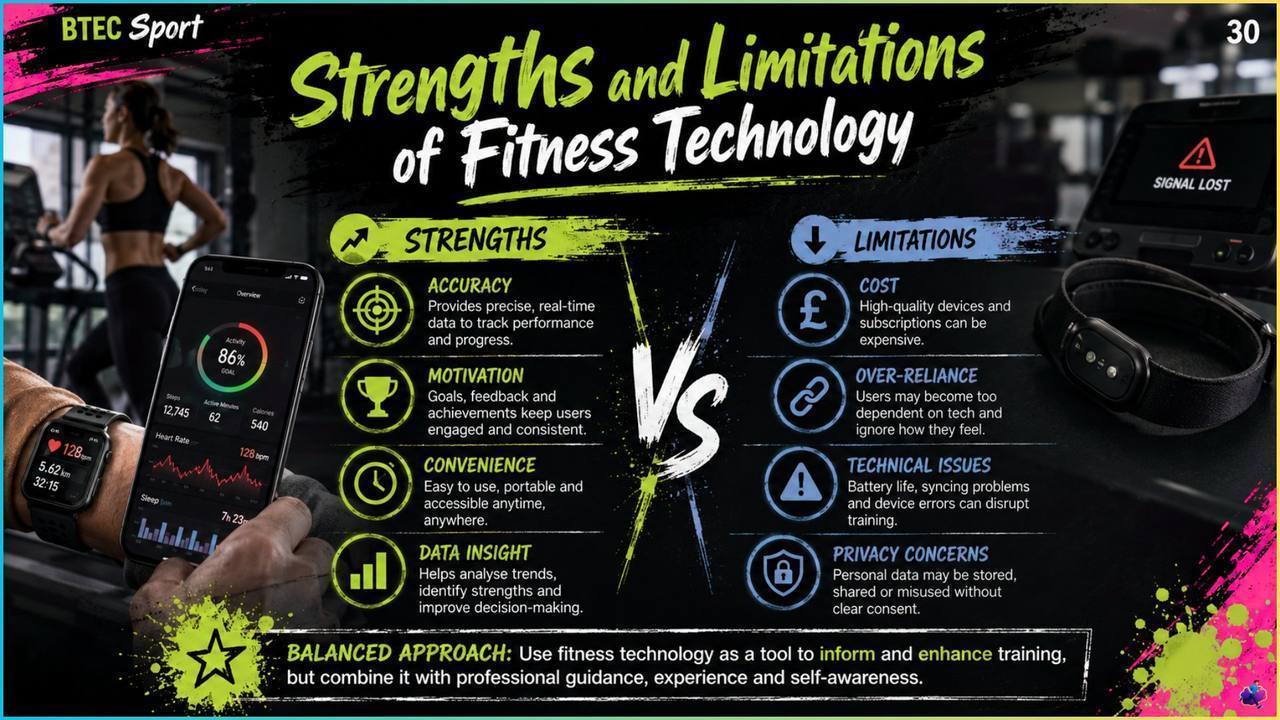 BTEC Sport
30
Strengths and Limitations
of Fitness Technology
STRENGTHS
ACCURACY
Provides precise, real-time
data to track performance
and progress.
MOTIVATION
Goals, feedback and
achievements keep users
engaged and consistent.
CONVENIENCE
Easy to use, portable and
accessible anytime,
anywhere.
DATA INSIGHT
Helps analyse trends,
identify strengths and
improve decision-making.
VS
LIMITATIONS
COST
High-quality devices and
subscriptions can be
expensive.
OVER-RELIANCE
Users may become too
dependent on tech and
ignore how they feel.
TECHNICAL ISSUES
Battery life, syncing problems
and device errors can disrupt
training.
PRIVACY CONCERNS
Personal data may be stored,
shared or misused without
clear consent.
BALANCED APPROACH: Use fitness technology as a tool to inform and enhance training,
but combine it with professional guidance, experience and self-awareness.
SIGNAL LOST
Overview
Activity
86%
GOAL
Steps Active Minutes Calories
12,745 62 540
Heart Rate
128 bpm
Sleep
7h 23m
128 bpm
5.62 km
32:15